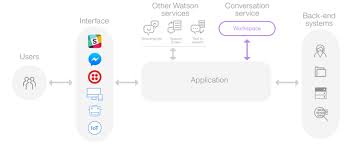 Other Watson
services
Conversation
service
Back-end
systems
Interface
Workspace
Users
Application
IoT